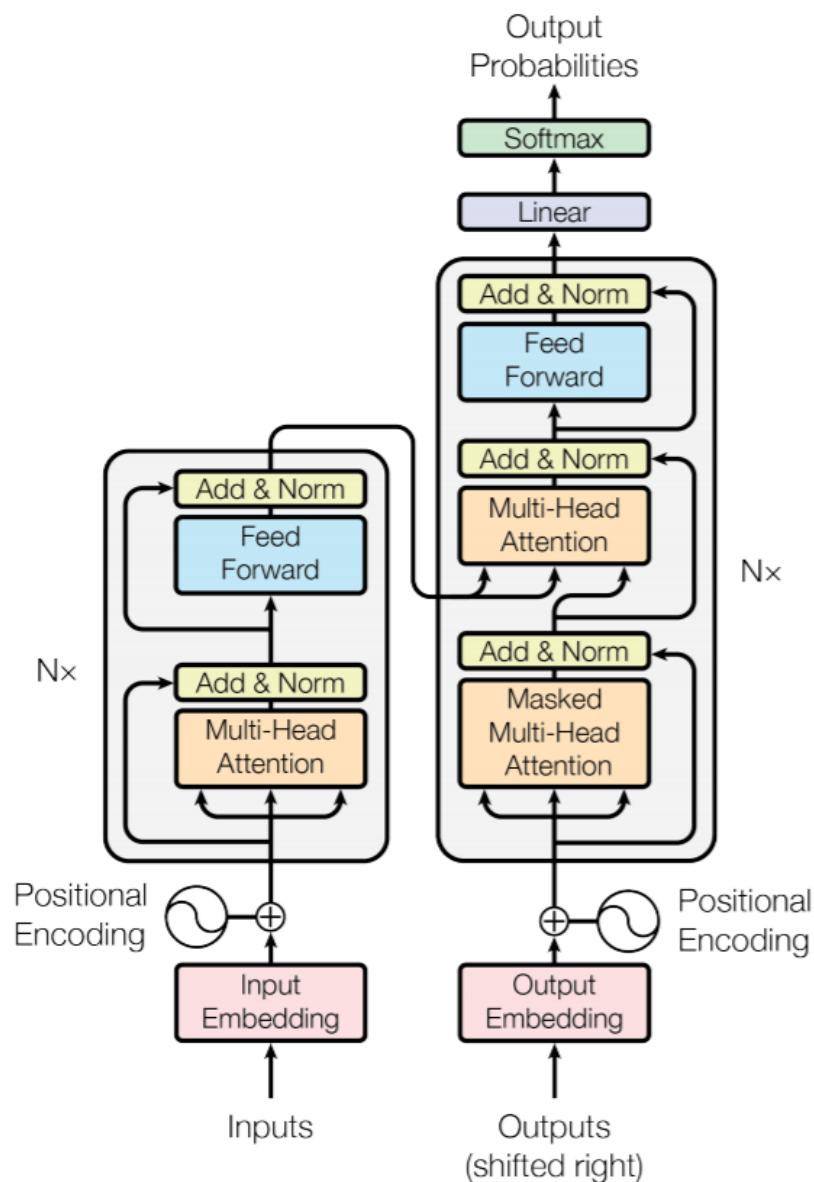 Output
Probabilities
Softmax
Linear
Add & Norm
Feed
Forward
Add & Norm
Multi-Head
Attention
Add & Norm
Masked
Multi-Head
Attention
N×
Add & Norm
Feed
Forward
Add & Norm
Multi-Head
Attention
N×
Positional
Encoding
Positional
Encoding
Input
Embedding
Output
Embedding
Inputs
Outputs
(shifted right)